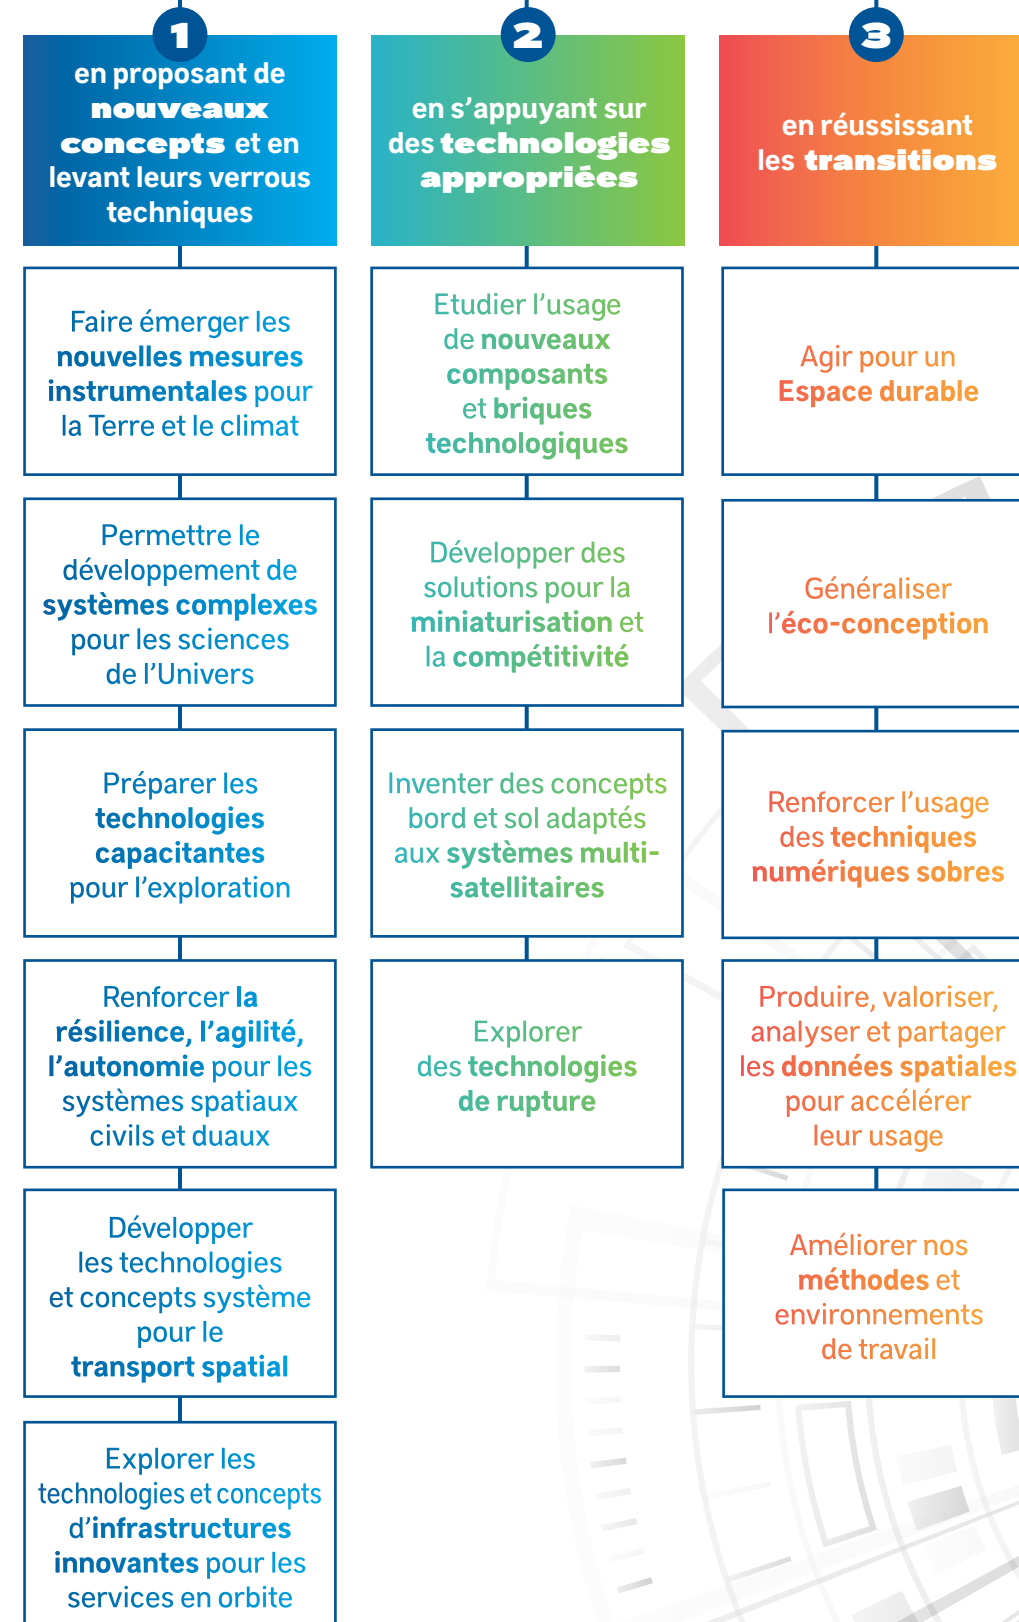 1
en proposant de
nouveaux
concepts et en
levant leurs verrous
techniques
Faire émerger les
nouvelles mesures
instrumentales pour
la Terre et le climat
Permettre le
développement de
systèmes complexes
pour les sciences
de l’Univers
Préparer les
technologies
capacitantes
pour l’exploration
Renforcer la
résilience, l’agilité,
l’autonomie pour les
systèmes spatiaux
civils et duaux
Développer
les technologies
et concepts système
pour le
transport spatial
Explorer les
technologies et concepts
d’infrastructures
innovantes pour les
services en orbite
2
en s’appuyant sur
des technologies
appropriées
Etudier l’usage
de nouveaux
composants
et briques
technologiques
Développer des
solutions pour la
miniaturisation et
la compétitivité
Inventer des concepts
bord et sol adaptés
aux systèmes multi-
satellitaires
Explorer
des technologies
de rupture
3
en réussissant
les transitions
Agir pour un
Espace durable
Généraliser
l’éco-conception
Renforcer l’usage
des techniques
numériques sobres
Produire, valoriser,
analyser et partager
les données spatiales
pour accélérer
leur usage
Améliorer nos
méthodes et
environnements
de travail